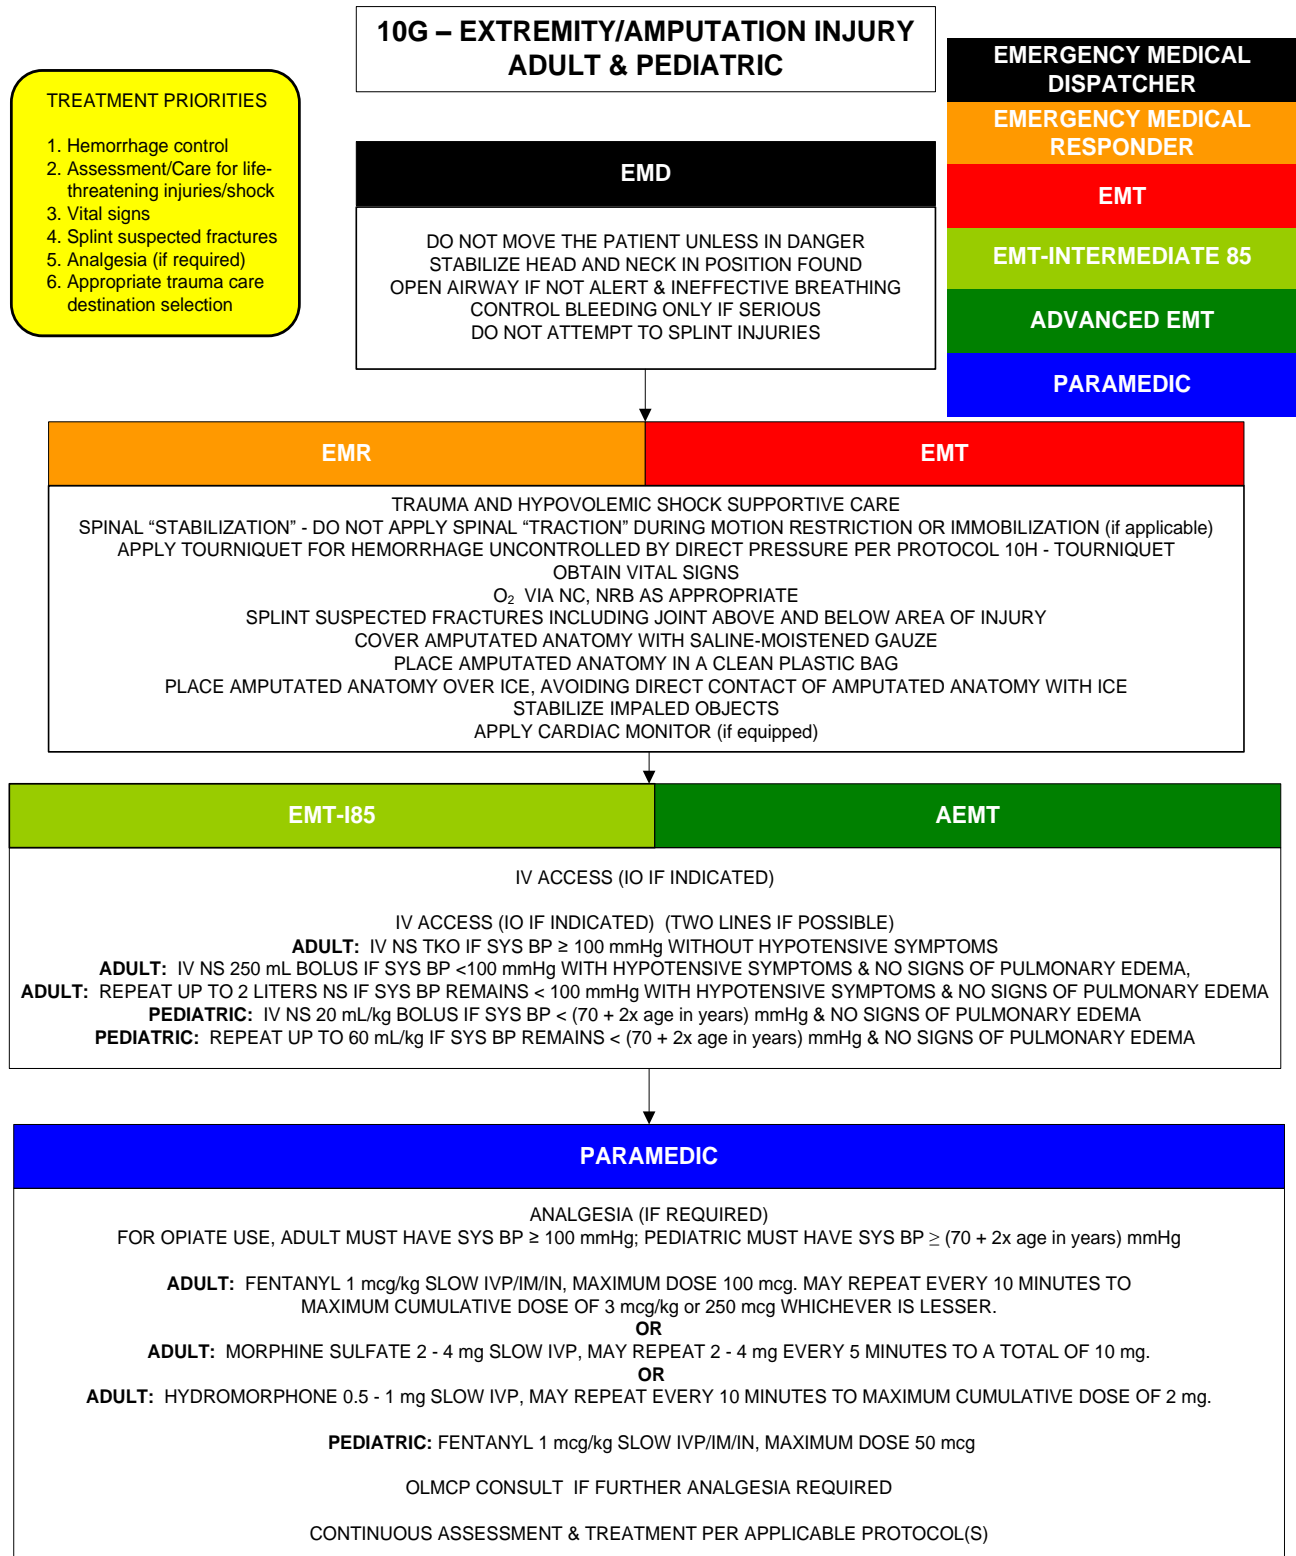 10G – EXTREMITY/AMPUTATION INJURY
ADULT & PEDIATRIC
TREATMENT PRIORITIES
1. Hemorrhage control
2. Assessment/Care for life-
threatening injuries/shock
3. Vital signs
4. Splint suspected fractures
5. Analgesia (if required)
6. Appropriate trauma care
destination selection
EMERGENCY MEDICAL
DISPATCHER
EMERGENCY MEDICAL
RESPONDER
EMT
EMT-INTERMEDIATE 85
ADVANCED EMT
PARAMEDIC
EMD
DO NOT MOVE THE PATIENT UNLESS IN DANGER
STABILIZE HEAD AND NECK IN POSITION FOUND
OPEN AIRWAY IF NOT ALERT & INEFFECTIVE BREATHING
CONTROL BLEEDING ONLY IF SERIOUS
DO NOT ATTEMPT TO SPLINT INJURIES
EMR
EMT
TRAUMA AND HYPOVOLEMIC SHOCK SUPPORTIVE CARE
SPINAL “STABILIZATION” - DO NOT APPLY SPINAL “TRACTION” DURING MOTION RESTRICTION OR IMMOBILIZATION (if applicable)
APPLY TOURNIQUET FOR HEMORRHAGE UNCONTROLLED BY DIRECT PRESSURE PER PROTOCOL 10H - TOURNIQUET
OBTAIN VITAL SIGNS
O₂ VIA NC, NRB AS APPROPRIATE
SPLINT SUSPECTED FRACTURES INCLUDING JOINT ABOVE AND BELOW AREA OF INJURY
COVER AMPUTATED ANATOMY WITH SALINE-MOISTENED GAUZE
PLACE AMPUTATED ANATOMY IN A CLEAN PLASTIC BAG
PLACE AMPUTATED ANATOMY OVER ICE, AVOIDING DIRECT CONTACT OF AMPUTATED ANATOMY WITH ICE
STABILIZE IMPALED OBJECTS
APPLY CARDIAC MONITOR (if equipped)
EMT-I85
AEMT
IV ACCESS (IO IF INDICATED)
IV ACCESS (IO IF INDICATED) (TWO LINES IF POSSIBLE)
ADULT: IV NS TKO IF SYS BP ≥ 100 mmHg WITHOUT HYPOTENSIVE SYMPTOMS
ADULT: IV NS 250 mL BOLUS IF SYS BP <100 mmHg WITH HYPOTENSIVE SYMPTOMS & NO SIGNS OF PULMONARY EDEMA,
ADULT: REPEAT UP TO 2 LITERS NS IF SYS BP REMAINS < 100 mmHg WITH HYPOTENSIVE SYMPTOMS & NO SIGNS OF PULMONARY EDEMA
PEDIATRIC: IV NS 20 mL/kg BOLUS IF SYS BP < (70 + 2x age in years) mmHg & NO SIGNS OF PULMONARY EDEMA
PEDIATRIC: REPEAT UP TO 60 mL/kg IF SYS BP REMAINS < (70 + 2x age in years) mmHg & NO SIGNS OF PULMONARY EDEMA
PARAMEDIC
ANALGESIA (IF REQUIRED)
FOR OPIATE USE, ADULT MUST HAVE SYS BP ≥ 100 mmHg; PEDIATRIC MUST HAVE SYS BP ≥ (70 + 2x age in years) mmHg
ADULT: FENTANYL 1 mcg/kg SLOW IVP/IM/IN, MAXIMUM DOSE 100 mcg. MAY REPEAT EVERY 10 MINUTES TO
MAXIMUM CUMULATIVE DOSE OF 3 mcg/kg or 250 mcg WHICHEVER IS LESSER.
OR
ADULT: MORPHINE SULFATE 2 - 4 mg SLOW IVP, MAY REPEAT 2 - 4 mg EVERY 5 MINUTES TO A TOTAL OF 10 mg.
OR
ADULT: HYDROMORPHONE 0.5 - 1 mg SLOW IVP, MAY REPEAT EVERY 10 MINUTES TO MAXIMUM CUMULATIVE DOSE OF 2 mg.
PEDIATRIC: FENTANYL 1 mcg/kg SLOW IVP/IM/IN, MAXIMUM DOSE 50 mcg
OLMCP CONSULT IF FURTHER ANALGESIA REQUIRED
CONTINUOUS ASSESSMENT & TREATMENT PER APPLICABLE PROTOCOL(S)